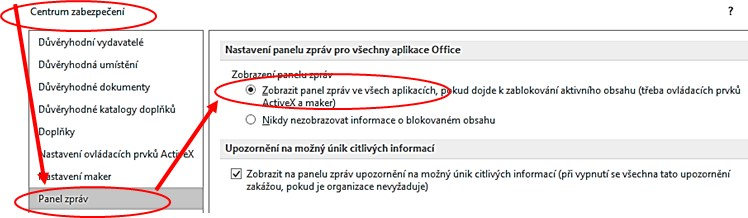 Centrum zabezpečení
?
Důvěryhodní vydavatelé
Důvěryhodná umístění
Důvěryhodné dokumenty
Důvěryhodné katalogy doplňků
Doplňky
Nastavení ovládacích prvků ActiveX
Nastavení maker
Panel zpráv
Nastavení panelu zpráv pro všechny aplikace Office
Zobrazení panelu zpráv
Zobrazit panel zpráv ve všech aplikacích, pokud dojde k zablokování aktivního obsahu (třeba ovládacích prvků
ActiveX a maker)
Nikdy nezobrazovat informace o blokovaném obsahu
Upozornění na možný únik citlivých informací
Zobrazit na panelu zpráv upozornění na možný únik citlivých informací (při vypnutí se všechna tato upozornění
zakážou, pokud je organizace nevyžaduje)